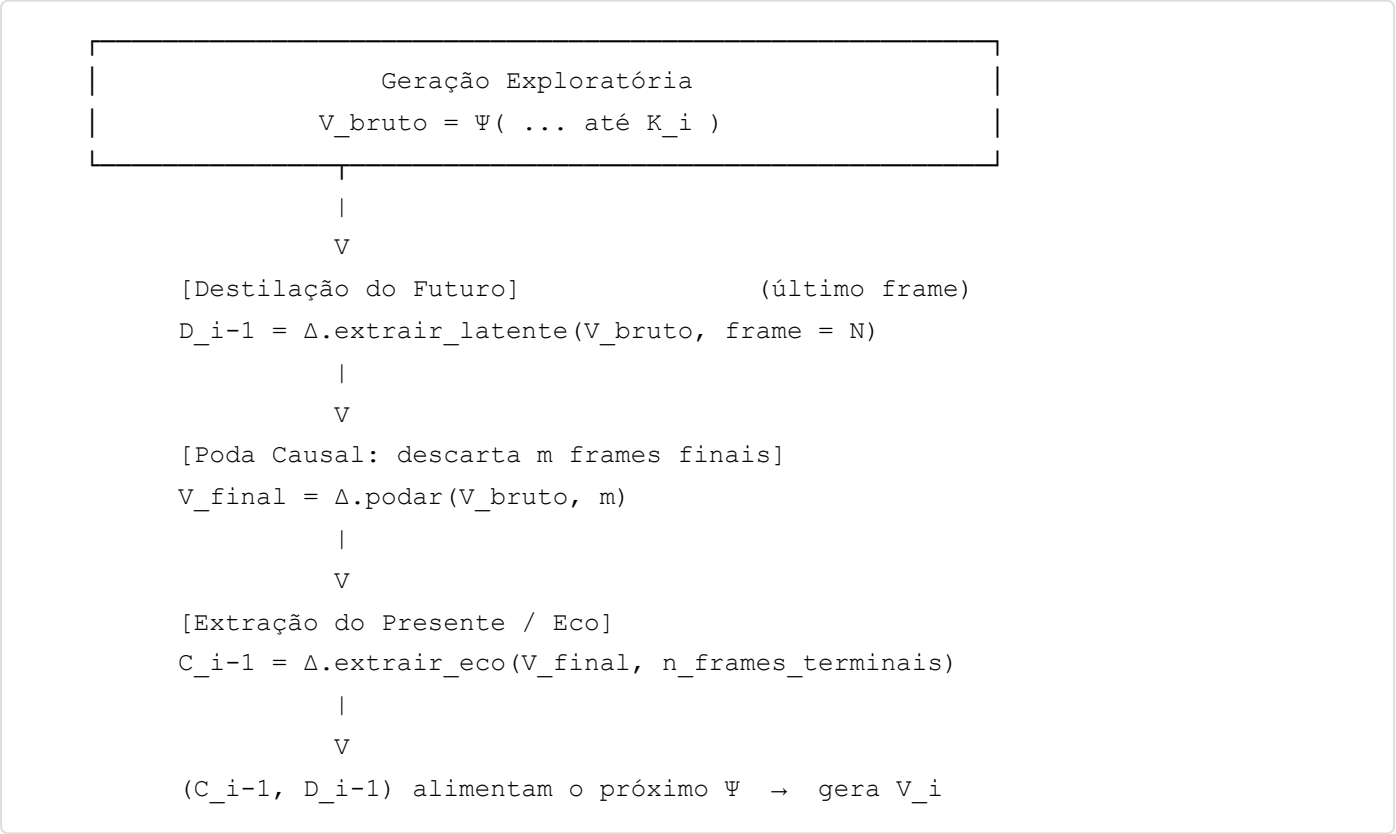 Geração Exploratória
V_bruto = Ψ( ... até K_i )
|
V
[Destilação do Futuro] (último frame)
D_i-1 = Δ.extrair_latente(V_bruto, frame = N)
|
V
[Poda Causal: descarta m frames finais]
V_final = Δ.podar(V_bruto, m)
|
V
[Extração do Presente / Eco]
C_i-1 = Δ.extrair_eco(V_final, n_frames_terminais)
|
V
(C_i-1, D_i-1) alimentam o próximo Ψ → gera V_i